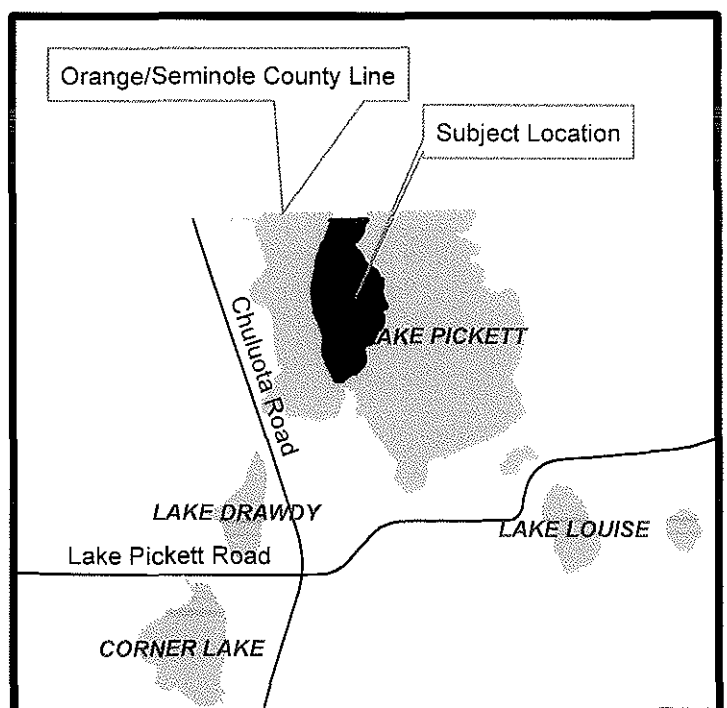 Orange/Seminole County Line
Subject Location
Chuluota Road
AKE PICKETT
LAKE DRAWDY
LAKE LOUISE
Lake Pickett Road
CORNER LAKE